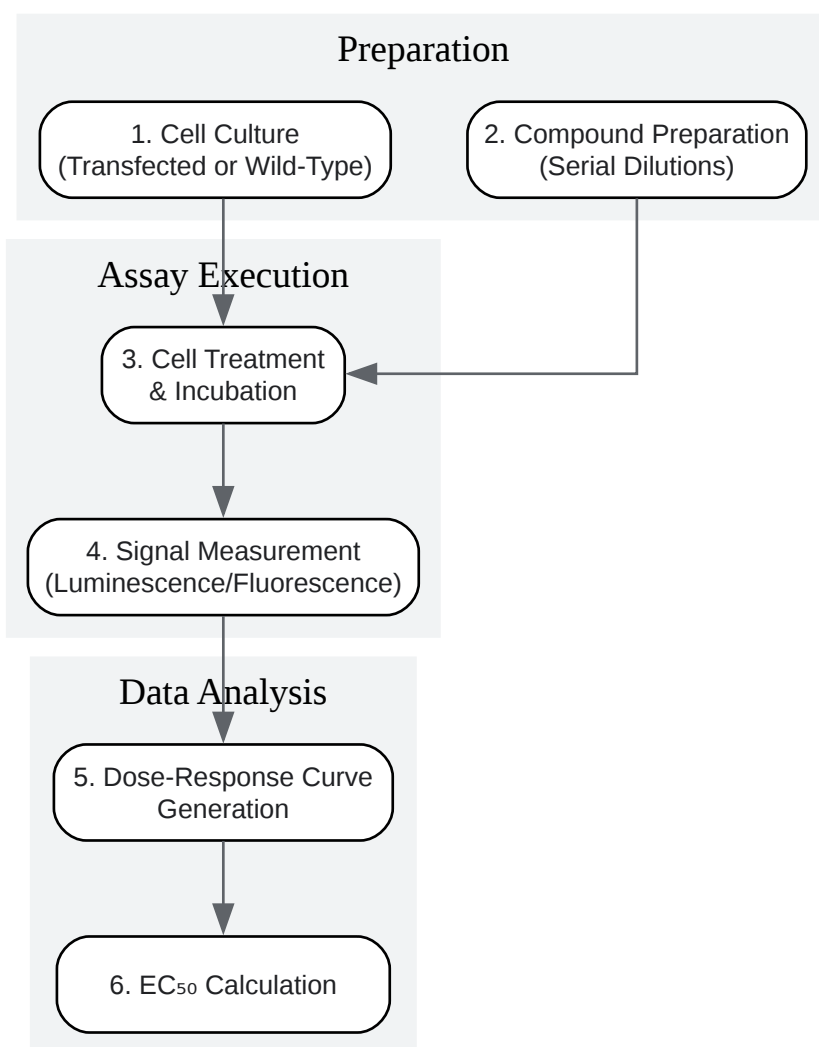 Preparation
1. Cell Culture
(Transfected or Wild-Type)
2. Compound Preparation
(Serial Dilutions)
Assay Execution
3. Cell Treatment
& Incubation
4. Signal Measurement
(Luminescence/Fluorescence)
Data Analysis
5. Dose-Response Curve
Generation
6. EC₅₀ Calculation